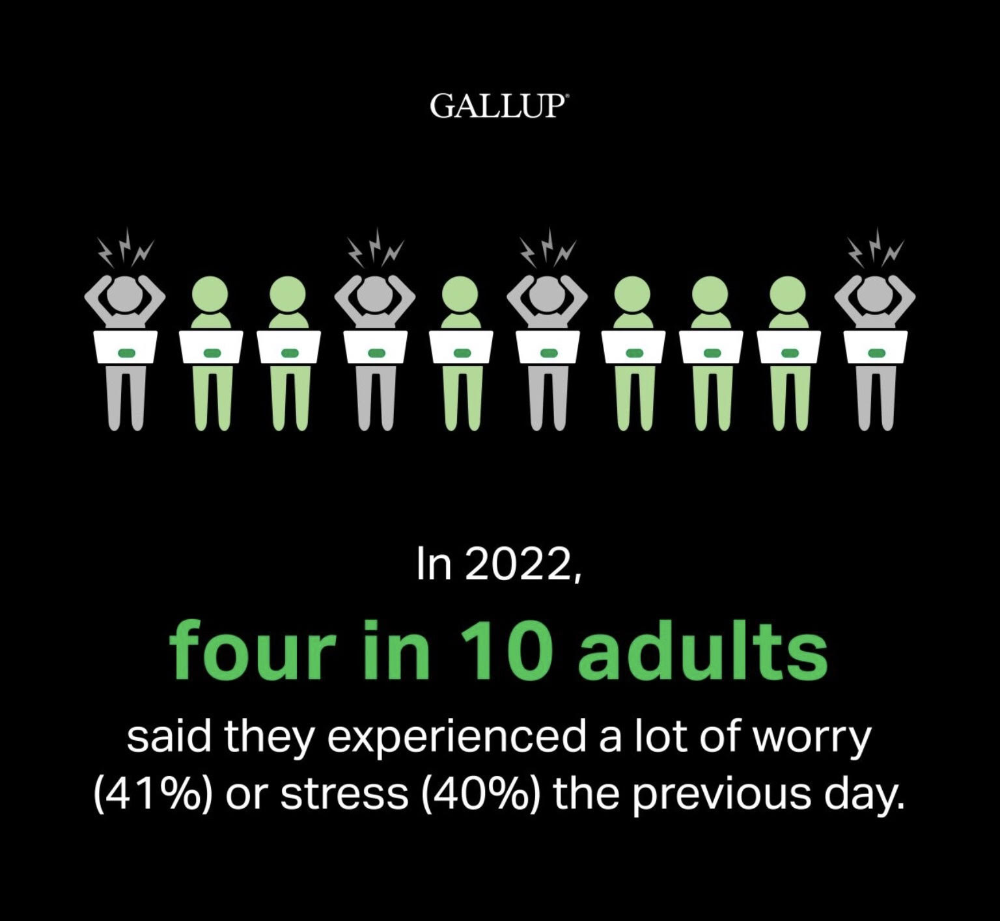 GALLUP®
In 2022,
four in 10 adults
said they experienced a lot of worry
(41%) or stress (40%) the previous day.